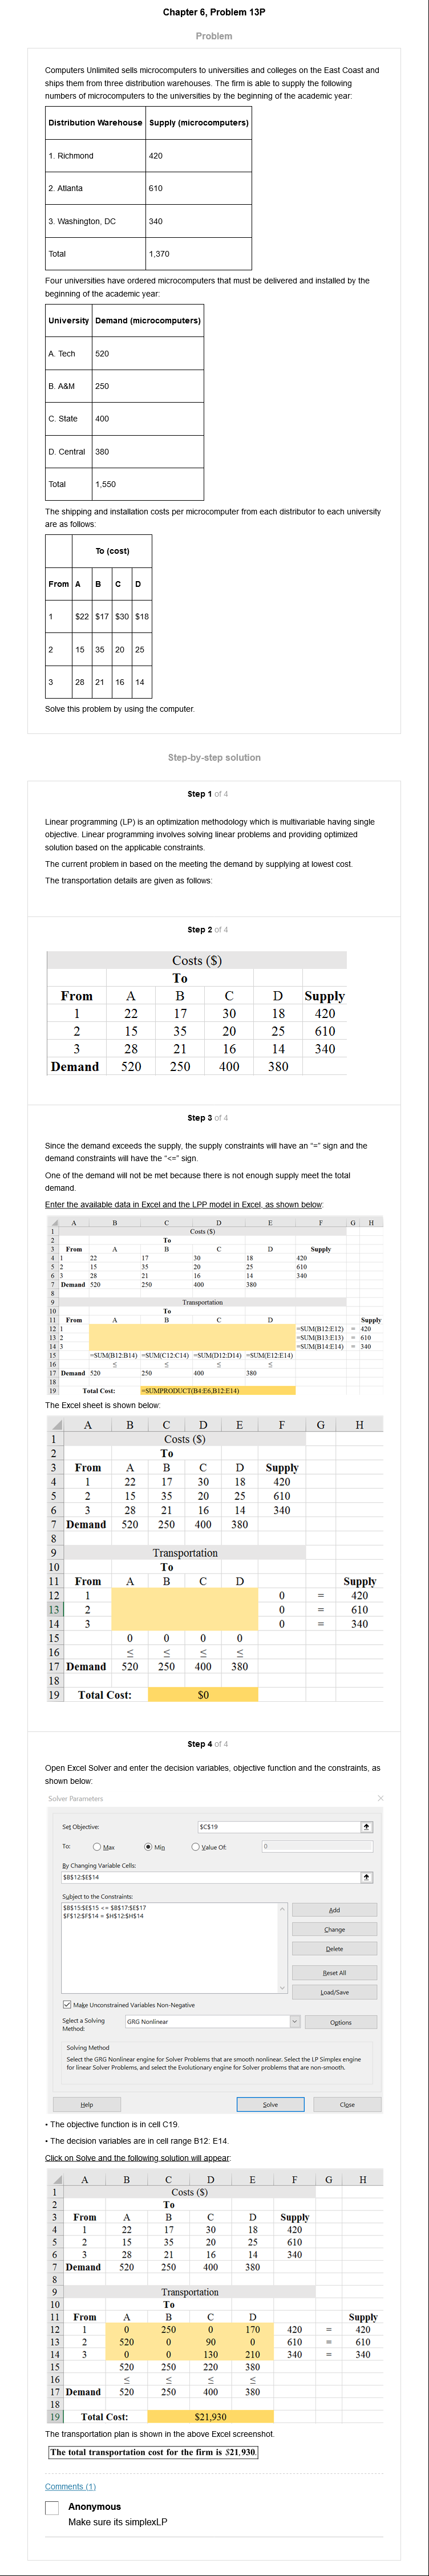 Chapter 6, Problem 13P
Problem
Computers Unlimited sells microcomputers to universities and colleges on the East Coast and
ships them from three distribution warehouses. The firm is able to supply the following
numbers of microcomputers to the universities by the beginning of the academic year:
Distribution Warehouse Supply (microcomputers)
1. Richmond 420
2. Atlanta 610
3. Washington, DC 340
Total 1,370
Four universities have ordered microcomputers that must be delivered and installed by the
beginning of the academic year:
University Demand (microcomputers)
A. Tech 520
B. A&M 250
C. State 400
D. Central 380
Total 1,550
The shipping and installation costs per microcomputer from each distributor to each university
are as follows:
To (cost)
From A B C D
1 $22 $17 $30 $18
2 15 35 20 25
3 28 21 16 14
Solve this problem by using the computer.
Step-by-step solution
Step 1 of 4
Linear programming (LP) is an optimization methodology which is multivariable having single
objective. Linear programming involves solving linear problems and providing optimized
solution based on the applicable constraints.
The current problem in based on the meeting the demand by supplying at lowest cost.
The transportation details are given as follows:
Step 2 of 4
Costs ($)
To
From A B C D Supply
1 22 17 30 18 420
2 15 35 20 25 610
3 28 21 16 14 340
Demand 520 250 400 380
Step 3 of 4
Since the demand exceeds the supply, the supply constraints will have an "=" sign and the
demand constraints will have the "<=" sign.
One of the demand will not be met because there is not enough supply meet the total
demand.
Enter the available data in Excel and the LPP model in Excel, as shown below:
A B C D E F G H
1 Costs ($)
2 To
3 From A B C D Supply
4 1 22 17 30 18 420
5 2 15 35 20 25 610
6 3 28 21 16 14 340
7 Demand 520 250 400 380
8
9 Transportation
10 To
11 From A B C D Supply
12 1 =SUM(B12:E12) = 420
13 2 =SUM(B13:E13) = 610
14 3 =SUM(B14:E14) = 340
15 =SUM(B12:B14) =SUM(C12:C14) =SUM(D12:D14) =SUM(E12:E14)
16 ≤ ≤ ≤ ≤
17 Demand 520 250 400 380
18
19 Total Cost: =SUMPRODUCT(B4:E6,B12:E14)
The Excel sheet is shown below:
A B C D E F G H
1 Costs ($)
2 To
3 From A B C D Supply
4 1 22 17 30 18 420
5 2 15 35 20 25 610
6 3 28 21 16 14 340
7 Demand 520 250 400 380
8
9 Transportation
10 To
11 From A B C D Supply
12 1 0 = 420
13 2 0 = 610
14 3 0 = 340
15 0 0 0 0
16 ≤ ≤ ≤ ≤
17 Demand 520 250 400 380
18
19 Total Cost: $0
Step 4 of 4
Open Excel Solver and enter the decision variables, objective function and the constraints, as
shown below:
Solver Parameters
Set Objective: $C$19
To: Max Min Value Of: 0
By Changing Variable Cells:
$B$12:$E$14
Subject to the Constraints:
$B$15:$E$15 <= $B$17:$E$17
$F$12:$F$14 = $H$12:$H$14
Add
Change
Delete
Reset All
Load/Save
Make Unconstrained Variables Non-Negative
Select a Solving Method: GRG Nonlinear Options
Solving Method
Select the GRG Nonlinear engine for Solver Problems that are smooth nonlinear. Select the LP Simplex engine
for linear Solver Problems, and select the Evolutionary engine for Solver problems that are non-smooth.
Help Solve Close
• The objective function is in cell C19.
• The decision variables are in cell range B12: E14.
Click on Solve and the following solution will appear:
A B C D E F G H
1 Costs ($)
2 To
3 From A B C D Supply
4 1 22 17 30 18 420
5 2 15 35 20 25 610
6 3 28 21 16 14 340
7 Demand 520 250 400 380
8
9 Transportation
10 To
11 From A B C D Supply
12 1 0 250 0 170 420 = 420
13 2 520 0 90 0 610 = 610
14 3 0 0 130 210 340 = 340
15 520 250 220 380
16 ≤ ≤ ≤ ≤
17 Demand 520 250 400 380
18
19 Total Cost: $21,930
The transportation plan is shown in the above Excel screenshot.
The total transportation cost for the firm is $21,930.
Comments (1)
Anonymous
Make sure its simplexLP